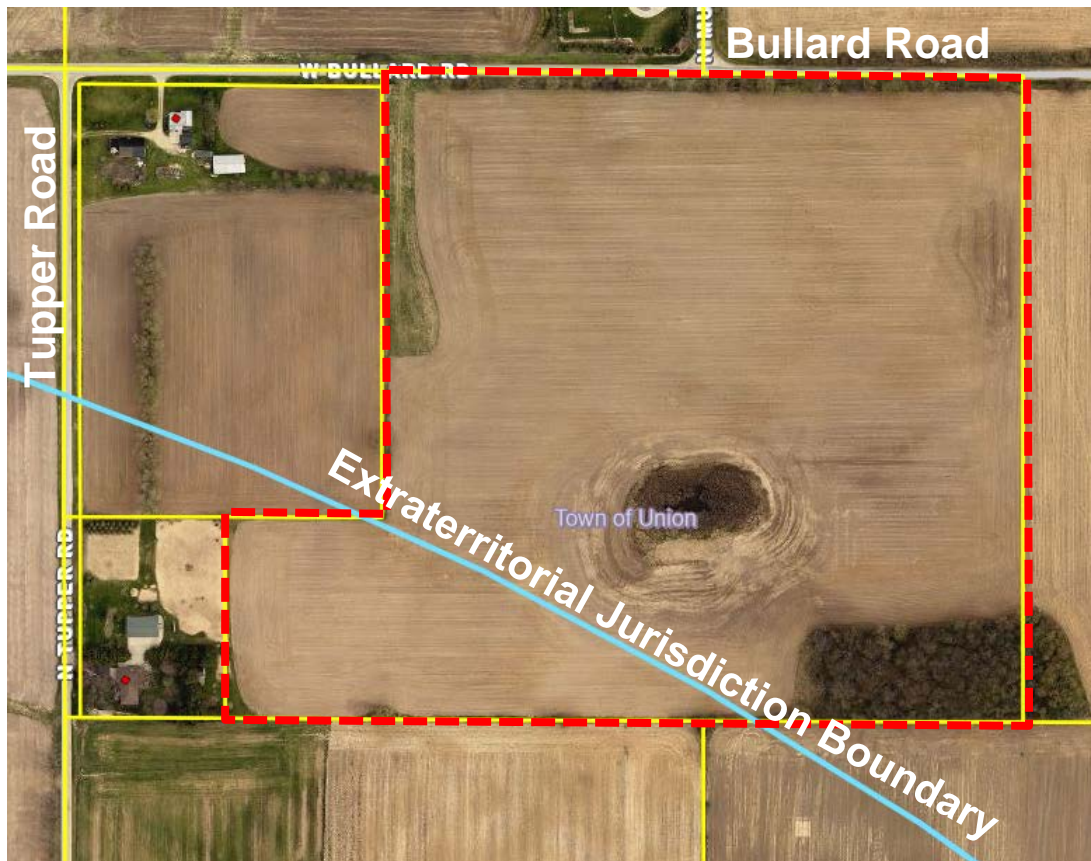 Bullard Road
W BULLARD RD
Tupper Road
Extraterritorial Jurisdiction Boundary
Town of Union
N TUPPER RD